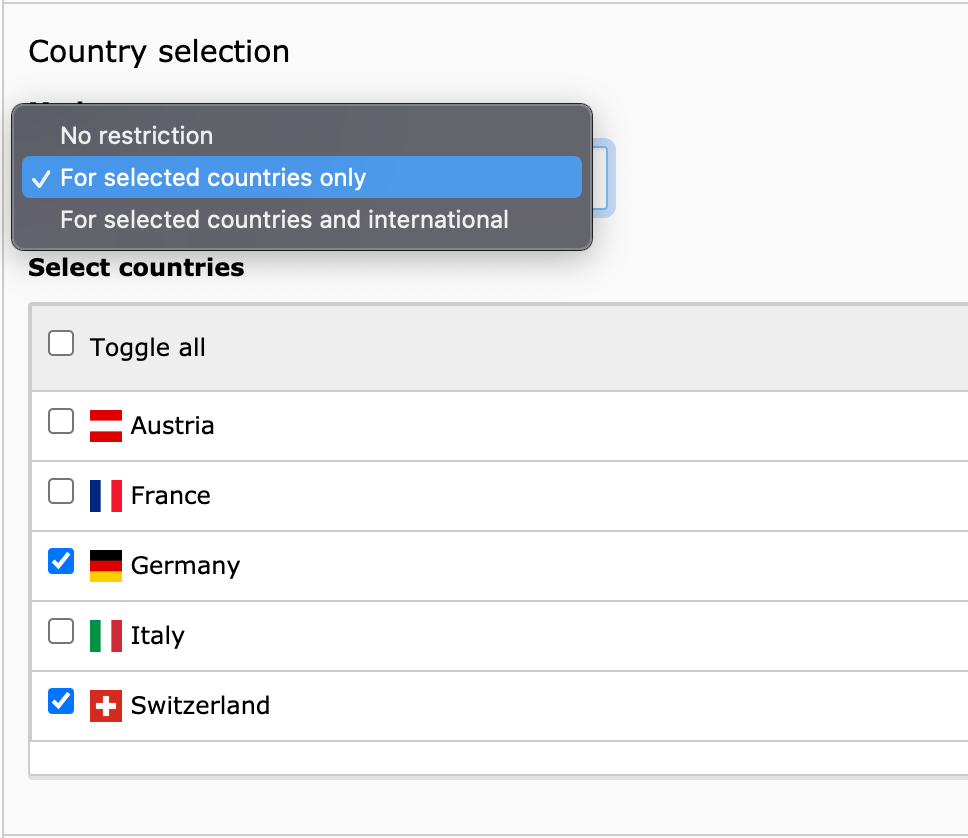 Country selection
No restriction
✓ For selected countries only
For selected countries and international
Select countries
Toggle all
Austria
France
Germany
Italy
Switzerland